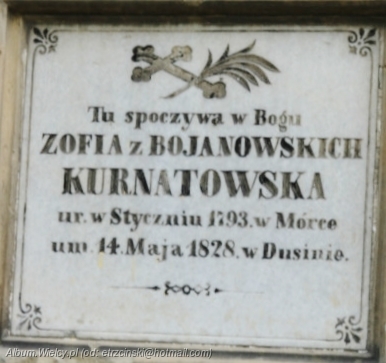 Tu spoczywa w Bogu
ZOFIA z BOJANOWSKICH
KURNATOWSKA
ur. w Styczniu 1793. w Mórce
um. 14. Maja 1828. w Dusinie.
Album.Wielcy.pl (od: etrzcinski@hotmail.com)